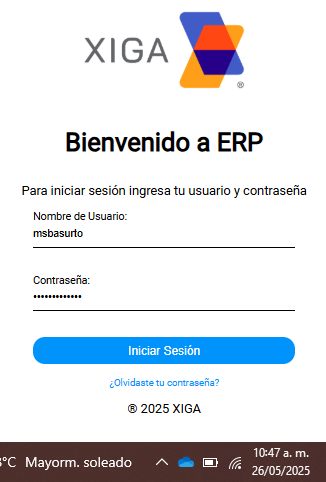 XIGA
®
Bienvenido a ERP
Para iniciar sesión ingresa tu usuario y contraseña
Nombre de Usuario:
msbasurto
Contraseña:
•••••••••••••
Iniciar Sesión
¿Olvidaste tu contraseña?
® 2025 XIGA
10:47 a. m.
°C Mayorm. soleado
26/05/2025